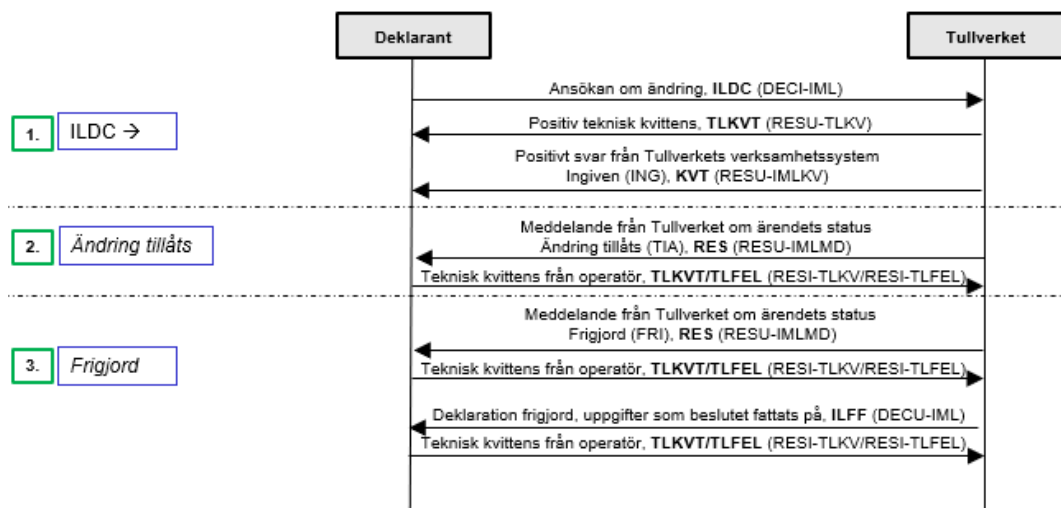 Deklarant
Tullverket
Ansökan om ändring, ILDC (DECI-IML)
1.
ILDC →
Positiv teknisk kvittens, TLKVT (RESU-TLKV)
Positivt svar från Tullverkets verksamhetssystem
Ingiven (ING), KVT (RESU-IMLKV)
2.
Ändring tillåts
Meddelande från Tullverket om ärendets status
Ändring tillåts (TIA), RES (RESU-IMLMD)
Teknisk kvittens från operatör, TLKVT/TLFEL (RESI-TLKV/RESI-TLFEL)
3.
Frigjord
Meddelande från Tullverket om ärendets status
Frigjord (FRI), RES (RESU-IMLMD)
Teknisk kvittens från operatör, TLKVT/TLFEL (RESI-TLKV/RESI-TLFEL)
Deklaration frigjord, uppgifter som beslutet fattats på, ILFF (DECU-IML)
Teknisk kvittens från operatör, TLKVT/TLFEL (RESI-TLKV/RESI-TLFEL)